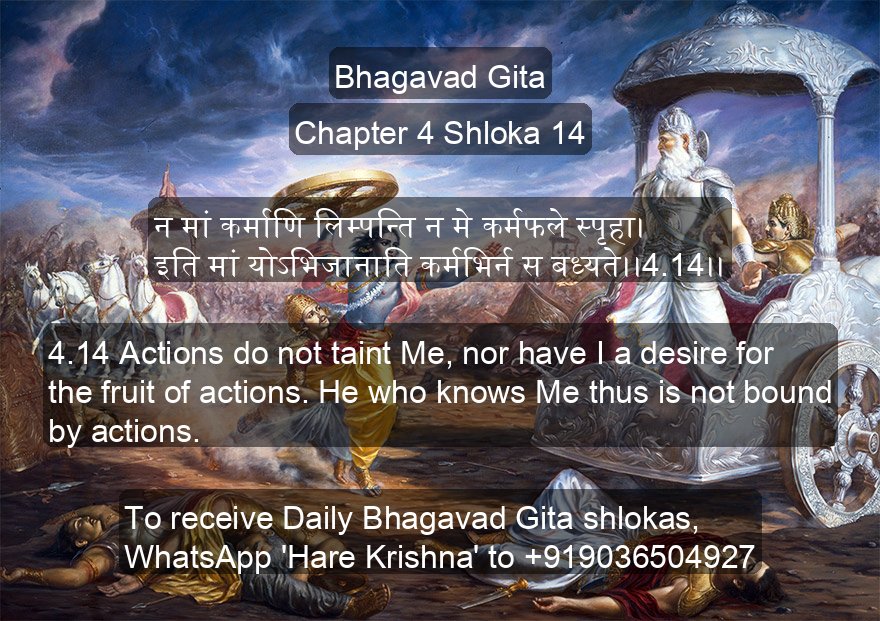 Bhagavad Gita
Chapter 4 Shloka 14
न मां कर्माणि लिम्पन्ति न मे कर्मफले स्पृहा।
इति मां योऽभिजानाति कर्मभिर्न स बध्यते।।4.14।।
4.14 Actions do not taint Me, nor have I a desire for
the fruit of actions. He who knows Me thus is not bound
by actions.
To receive Daily Bhagavad Gita shlokas,
WhatsApp 'Hare Krishna' to +919036504927